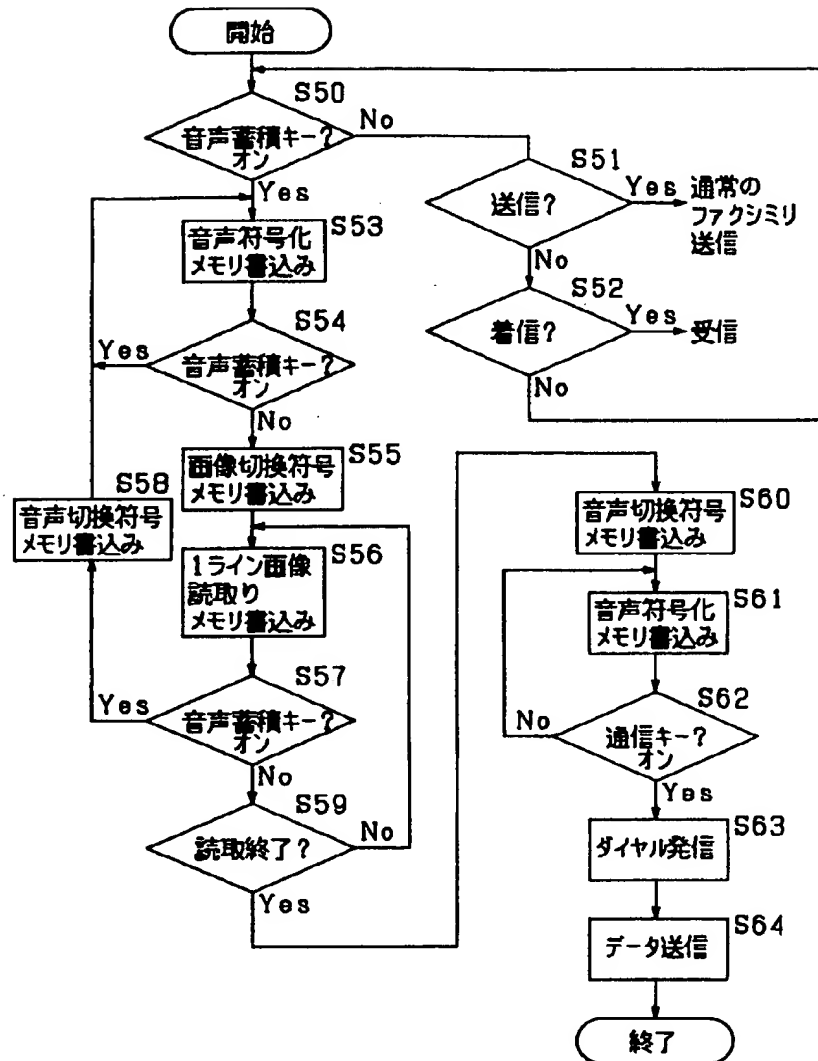 開始
S50
音声蓄積キー?
オン
No
Yes
S51
送信?
Yes
通常の
ファクシミリ
送信
No
S52
着信?
Yes
受信
No
S53
音声符号化
メモリ書込み
S54
音声蓄積キー?
オン
Yes
No
S55
画像切換符号
メモリ書込み
S58
音声切換符号
メモリ書込み
S56
1ライン画像
読取り
メモリ書込み
S57
音声蓄積キー?
オン
Yes
No
S59
読取終了?
No
Yes
S60
音声切換符号
メモリ書込み
S61
音声符号化
メモリ書込み
S62
通信キー?
オン
No
Yes
S63
ダイヤル発信
S64
データ送信
終了